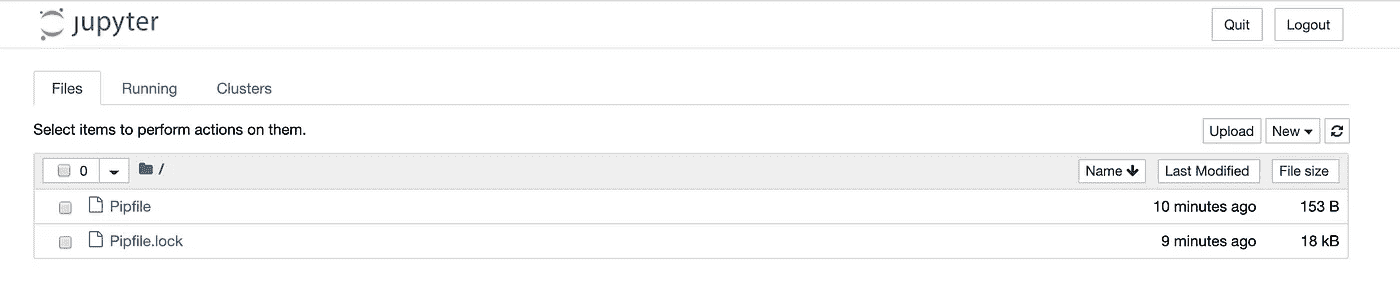 jupyter
Quit Logout
Files Running Clusters
Select items to perform actions on them.
Upload New
0 / Name Last Modified File size
Pipfile 10 minutes ago 153 B
Pipfile.lock 9 minutes ago 18 kB